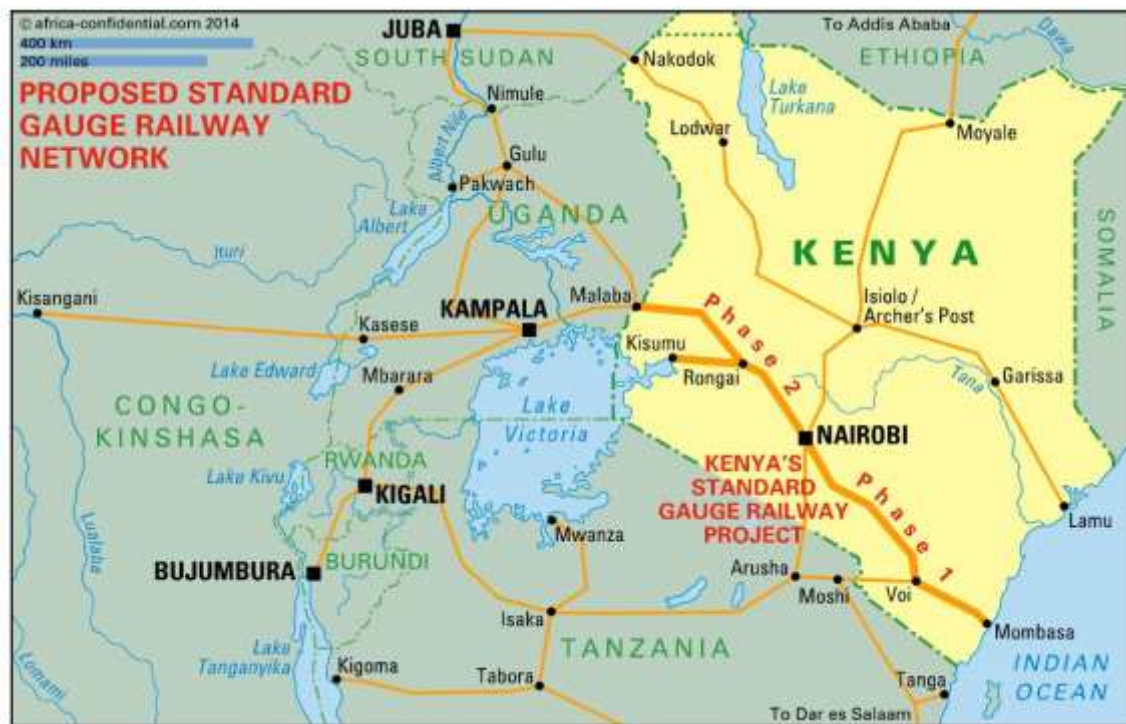 © africa-confidential.com 2014
400 km
200 miles
PROPOSED STANDARD
GAUGE RAILWAY
NETWORK
JUBA
SOUTH SUDAN
Nakodok
To Addis Ababa
ETHIOPIA
Dawa
Lake
Turkana
Nimule
Lodwar
Moyale
Albert Nile
Gulu
Pakwach
Lake
Albert
UGANDA
KENYA
SOMALIA
Ituri
Kisangani
KAMPALA
Malaba
Phase 2
Isiolo /
Archer's Post
Kasese
Kisumu
Rongai
Lake Edward
Mbarara
Tana
Garissa
CONGO-
KINSHASA
Lake
Victoria
NAIROBI
RWANDA
Lake Kivu
KIGALI
KENYA'S
STANDARD
GAUGE RAILWAY
PROJECT
Phase 1
Lualaba
Mwanza
Lamu
BUJUMBURA
BURUNDI
Arusha
Moshi
Voi
Isaka
Mombasa
TANZANIA
Lake
Tanganyika
Kigoma
Tabora
Tanga
INDIAN
OCEAN
Lomami
To Dar es Salaam